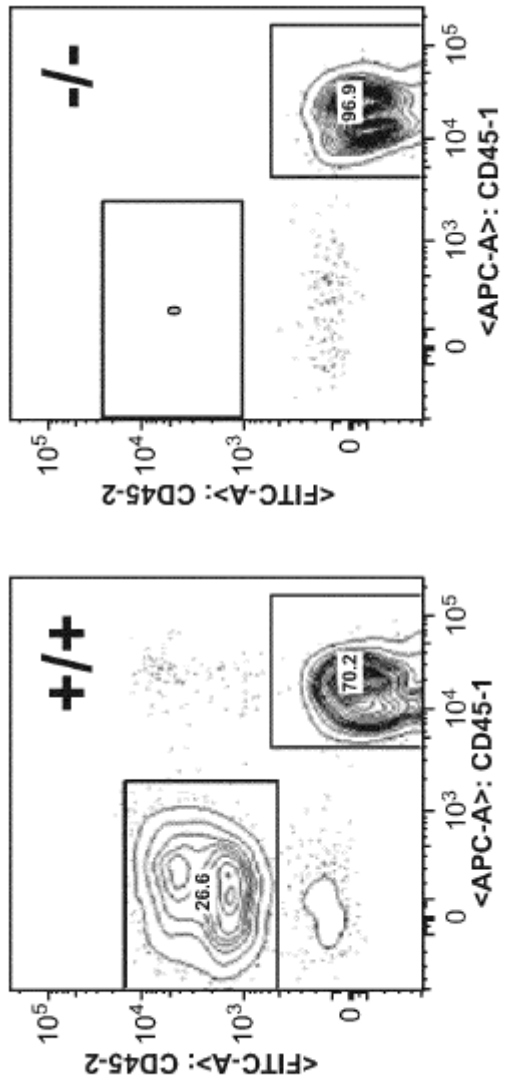 +/+
<FITC-A>: CD45-2
10⁵
10⁴
10³
0
26.6
70.2
0 10³ 10⁴ 10⁵
<APC-A>: CD45-1
-/-
<FITC-A>: CD45-2
10⁵
10⁴
10³
0
0
96.9
0 10³ 10⁴ 10⁵
<APC-A>: CD45-1